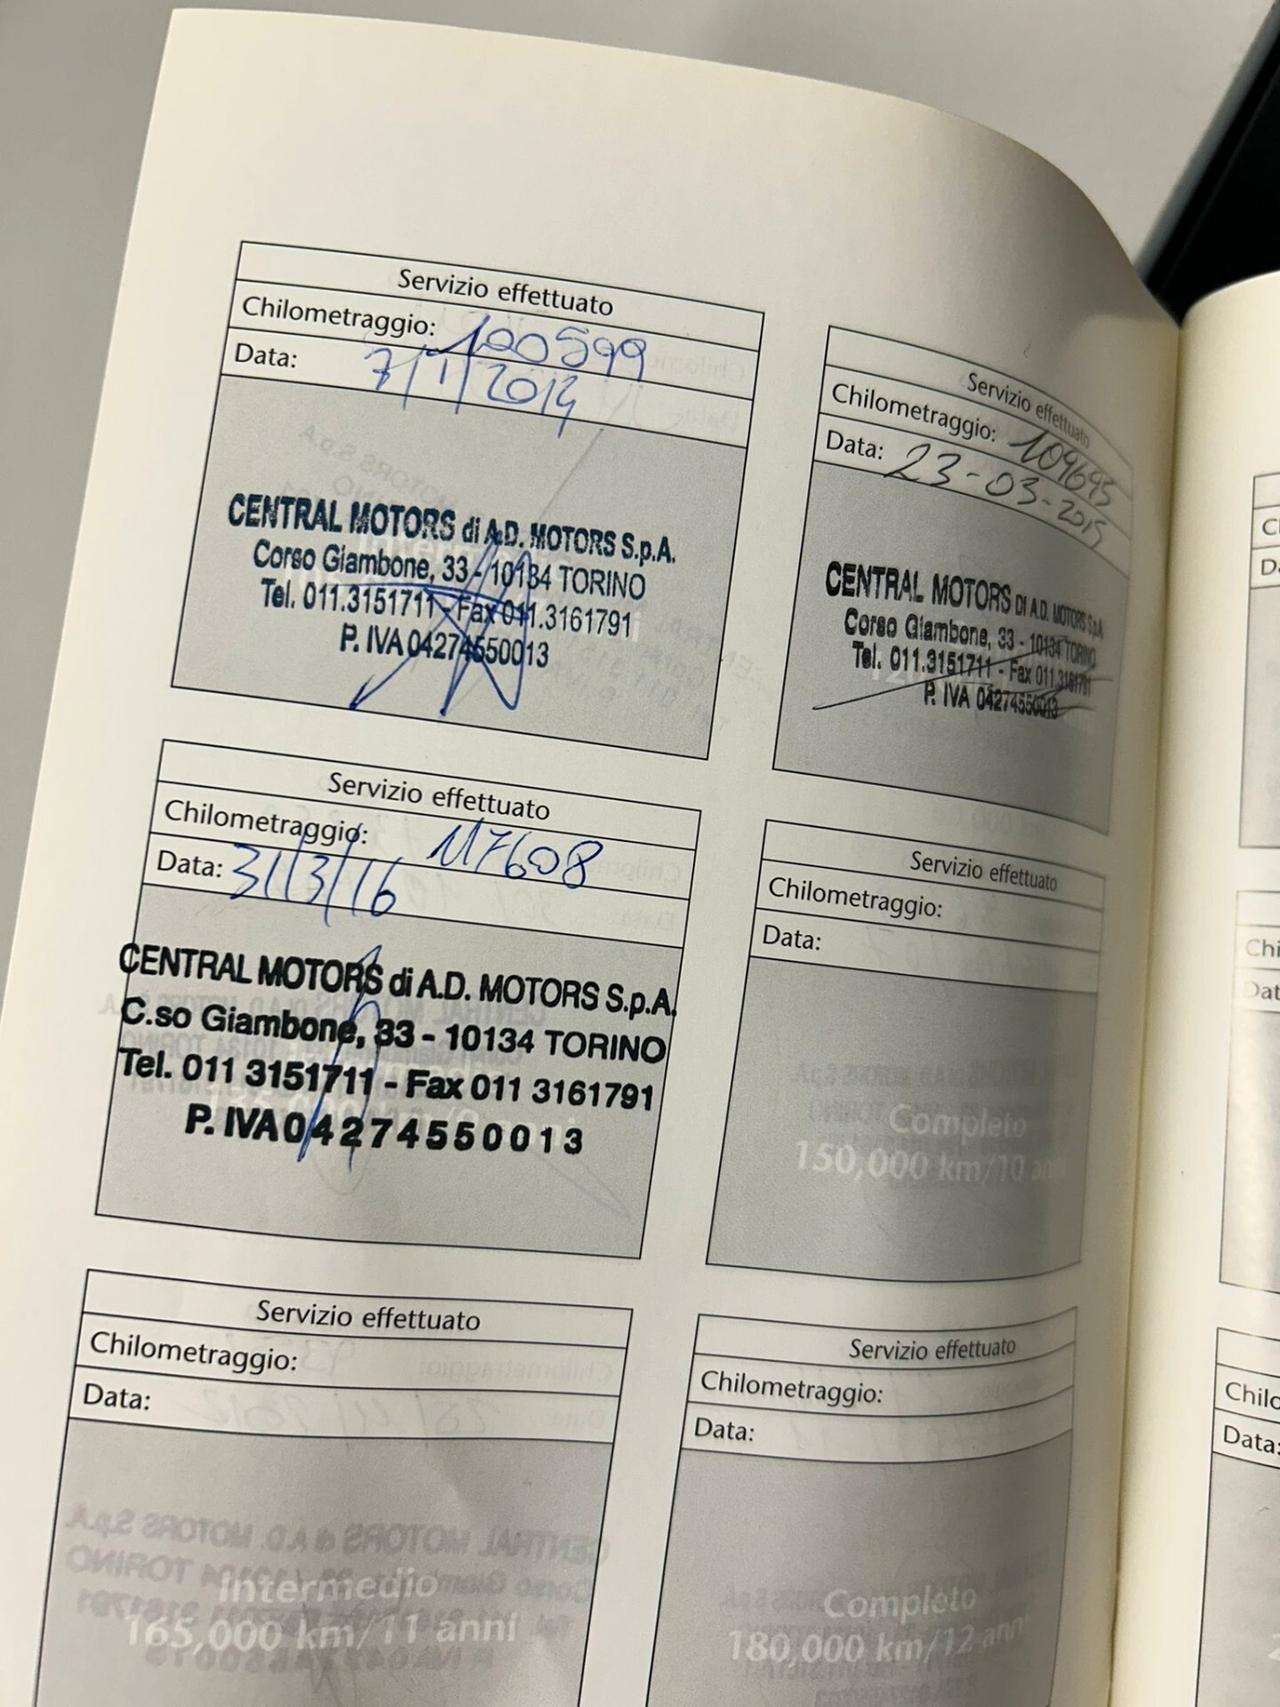 Servizio effettuato
Chilometraggio: 100599
Data: 7/1/2014
CENTRAL MOTORS di A.D. MOTORS S.p.A.
Corso Giambone, 33 - 10134 TORINO
Tel. 011.3151711 - Fax 011.3161791
P. IVA 04274550013
Servizio effettuato
Chilometraggio: 109693
Data: 23-03-2015
CENTRAL MOTORS DI A.D. MOTORS S.p.A.
Corso Giambone, 33 - 10134 TORINO
Tel. 011.3151711 - Fax 011.3161791
P. IVA 04274550013
Servizio effettuato
Chilometraggio: 117608
Data: 31/3/16
CENTRAL MOTORS di A.D. MOTORS S.p.A.
C.so Giambone, 33 - 10134 TORINO
Tel. 011 3151711 - Fax 011 3161791
P. IVA 04274550013
Servizio effettuato
Chilometraggio:
Data:
Completo
150,000 km/10 anni
Servizio effettuato
Chilometraggio:
Data:
Intermedio
165,000 km/11 anni
Servizio effettuato
Chilometraggio:
Data:
Completo
180,000 km/12 anni
Data: